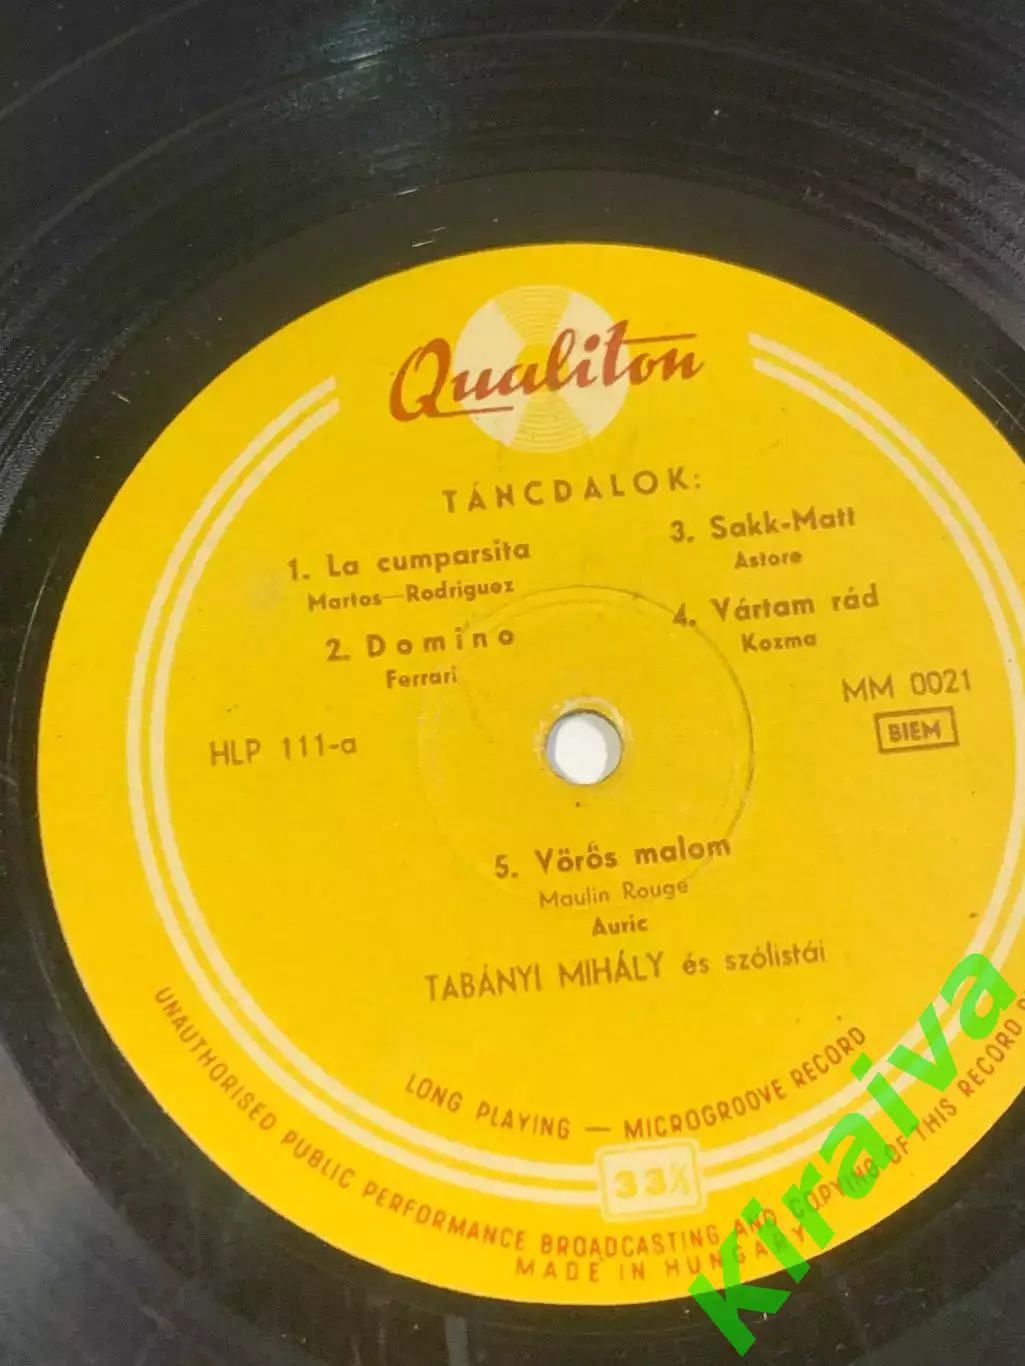 Qualiton
TÁNCDALOK:
1. La cumparsita
Martos—Rodriguez
2. Domino
Ferrari
3. Sakk-Matt
Astore
4. Vártam rád
Kozma
HLP 111-a
MM 0021
BIEM
5. Vörös malom
Maulin Rouge
Auric
TABÁNYI MIHÁLY és szólistái
LONG PLAYING — MICROGROOVE RECORD
33⅓
UNAUTHORISED PUBLIC PERFORMANCE BROADCASTING AND COPYING OF THIS RECORD
MADE IN HUNGARY
Kiraiva